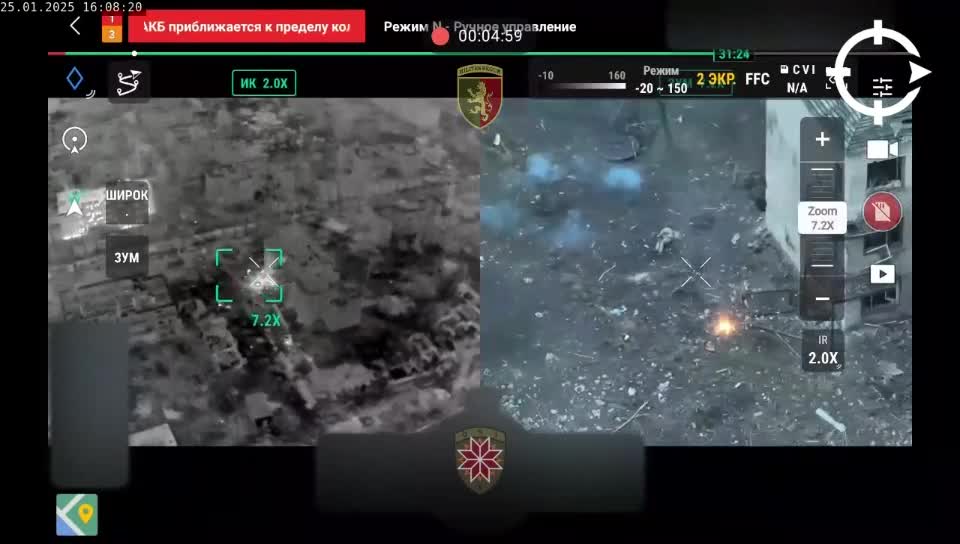 25.01.2025 16:08:20
1
3
АКБ приближается к пределу
Режим N - Ручное управление
00:04:59
31:24
ИК 2.0X
-10
160
Режим
-20 ~ 150
2 ЭКР.
FFC
CVI
N/A
ШИРОК
ЗУМ
7.2X
+
Zoom
7.2X
−
IR
2.0X